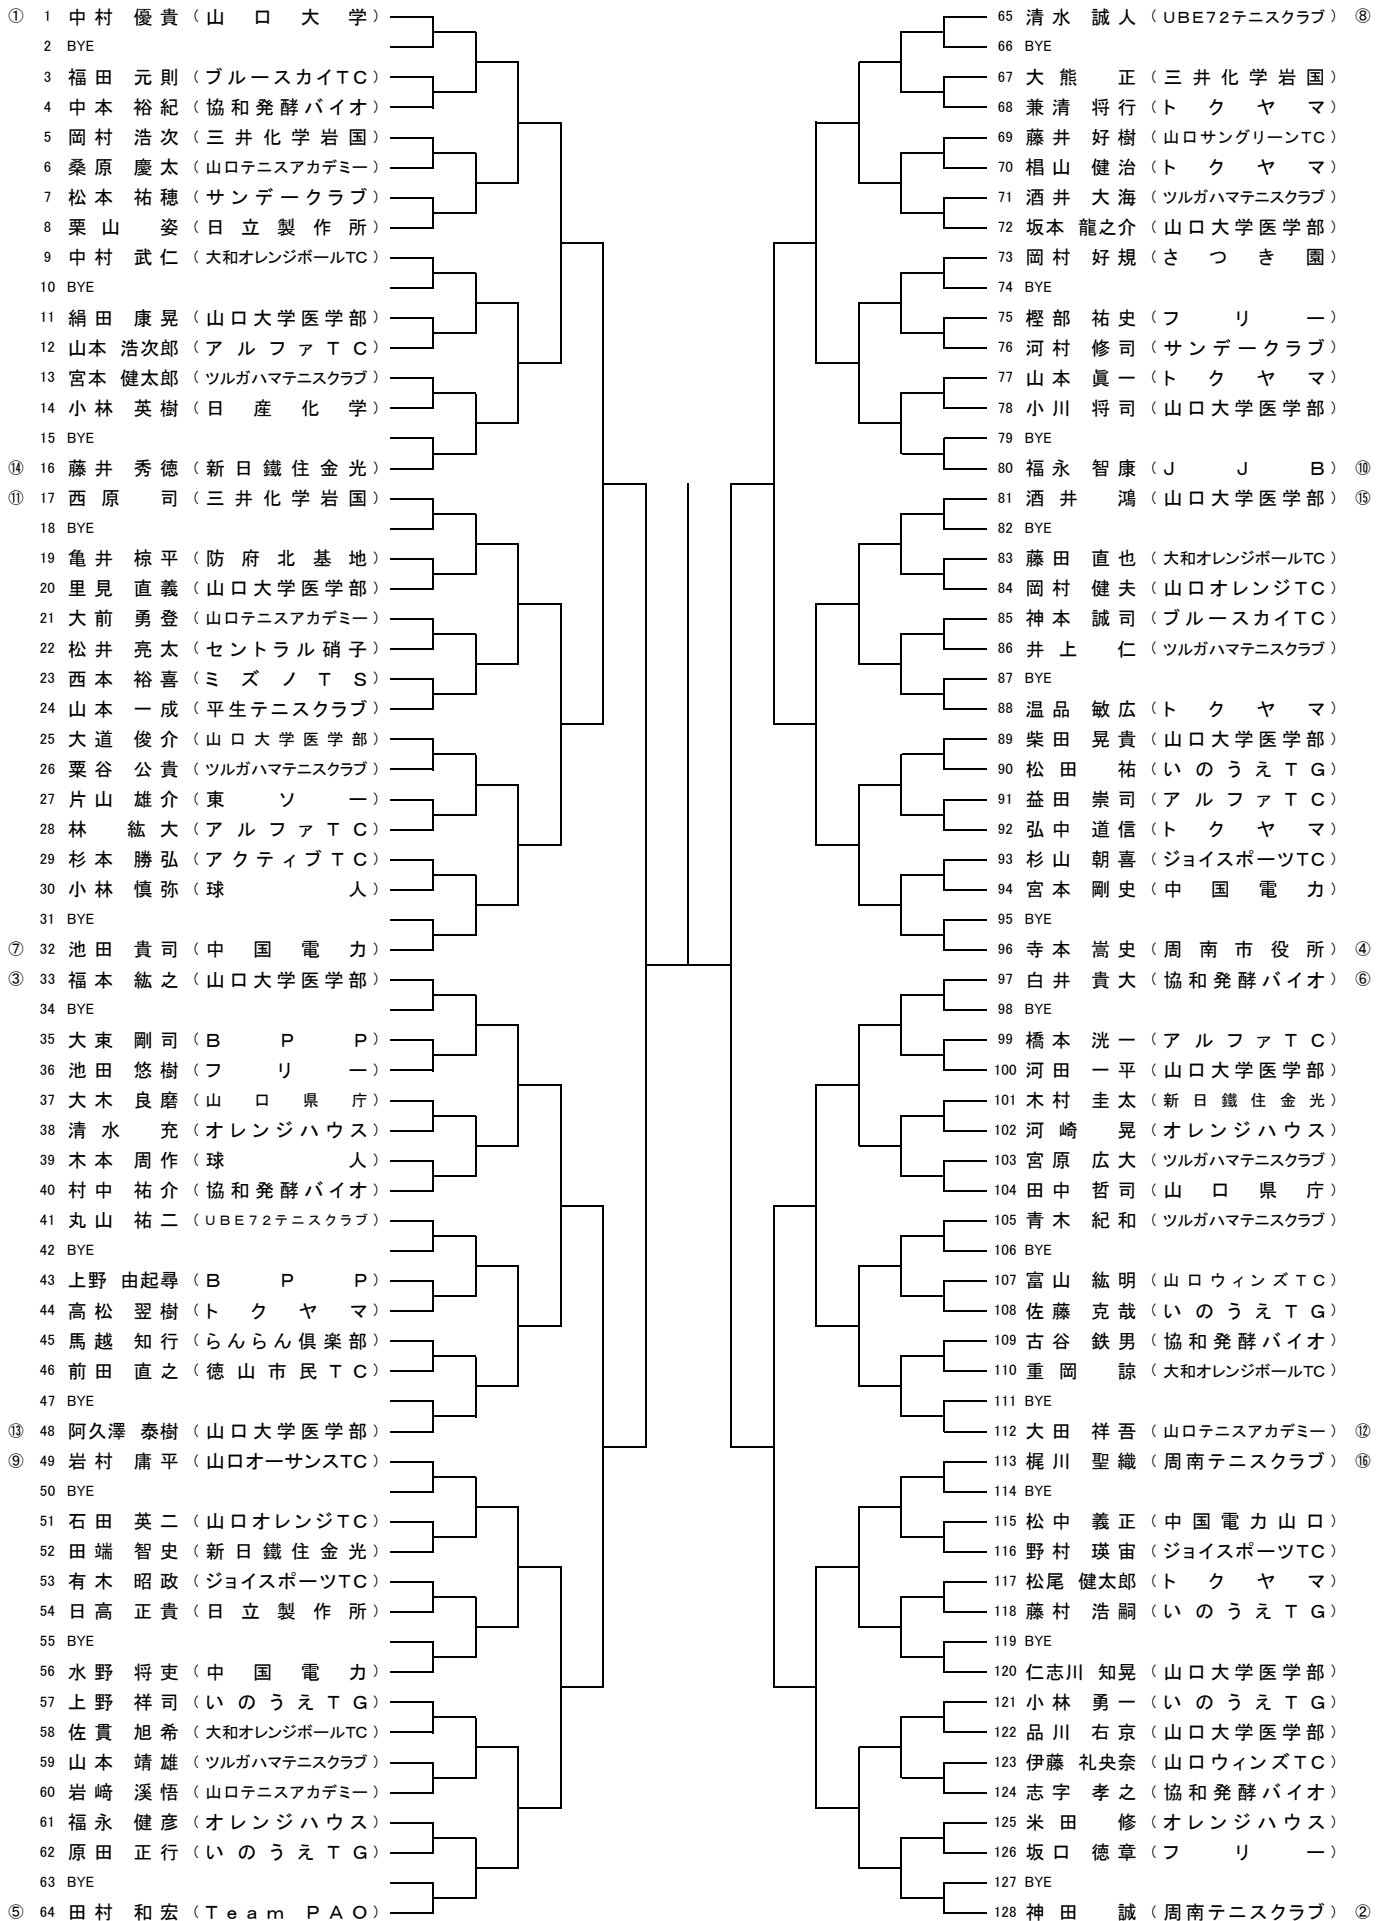 ① 1 中村 優貴 (山口大学)
2 BYE
3 福田 元則 (ブルースカイTC)
4 中本 裕紀 (協和発酵バイオ)
5 岡村 浩次 (三井化学岩国)
6 桑原 慶太 (山口テニスアカデミー)
7 松本 祐穂 (サンデークラブ)
8 栗山 姿 (日立製作所)
9 中村 武仁 (大和オレンジボールTC)
10 BYE
11 絹田 康晃 (山口大学医学部)
12 山本 浩次郎 (アルファTC)
13 宮本 健太郎 (ツルガハマテニスクラブ)
14 小林 英樹 (日産化学)
15 BYE
⑭ 16 藤井 秀徳 (新日鐵住金光)
⑪ 17 西原 司 (三井化学岩国)
18 BYE
19 亀井 椋平 (防府北基地)
20 里見 直義 (山口大学医学部)
21 大前 勇登 (山口テニスアカデミー)
22 松井 亮太 (セントラル硝子)
23 西本 裕喜 (ミズノTS)
24 山本 一成 (平生テニスクラブ)
25 大道 俊介 (山口大学医学部)
26 粟谷 公貴 (ツルガハマテニスクラブ)
27 片山 雄介 (東ソー)
28 林 紘大 (アルファTC)
29 杉本 勝弘 (アクティブTC)
30 小林 慎弥 (球人)
31 BYE
⑦ 32 池田 貴司 (中国電力)
③ 33 福本 紘之 (山口大学医学部)
34 BYE
35 大東 剛司 (BPP)
36 池田 悠樹 (フリー)
37 大木 良磨 (山口県庁)
38 清水 充 (オレンジハウス)
39 木本 周作 (球人)
40 村中 祐介 (協和発酵バイオ)
41 丸山 祐二 (UBE72テニスクラブ)
42 BYE
43 上野 由起尋 (BPP)
44 高松 翌樹 (トクヤマ)
45 馬越 知行 (らんらん倶楽部)
46 前田 直之 (徳山市民TC)
47 BYE
⑬ 48 阿久澤 泰樹 (山口大学医学部)
⑨ 49 岩村 庸平 (山口オーサンスTC)
50 BYE
51 石田 英二 (山口オレンジTC)
52 田端 智史 (新日鐵住金光)
53 有木 昭政 (ジョイスポーツTC)
54 日高 正貴 (日立製作所)
55 BYE
56 水野 将吏 (中国電力)
57 上野 祥司 (いのうえTG)
58 佐貫 旭希 (大和オレンジボールTC)
59 山本 靖雄 (ツルガハマテニスクラブ)
60 岩﨑 溪悟 (山口テニスアカデミー)
61 福永 健彦 (オレンジハウス)
62 原田 正行 (いのうえTG)
63 BYE
⑤ 64 田村 和宏 (Team PAO)
65 清水 誠人 (UBE72テニスクラブ) ⑧
66 BYE
67 大熊 正 (三井化学岩国)
68 兼清 将行 (トクヤマ)
69 藤井 好樹 (山口サングリーンTC)
70 椙山 健治 (トクヤマ)
71 酒井 大海 (ツルガハマテニスクラブ)
72 坂本 龍之介 (山口大学医学部)
73 岡村 好規 (さつき園)
74 BYE
75 樫部 祐史 (フリー)
76 河村 修司 (サンデークラブ)
77 山本 眞一 (トクヤマ)
78 小川 将司 (山口大学医学部)
79 BYE
80 福永 智康 (JJB) ⑩
81 酒井 鴻 (山口大学医学部) ⑮
82 BYE
83 藤田 直也 (大和オレンジボールTC)
84 岡村 健夫 (山口オレンジTC)
85 神本 誠司 (ブルースカイTC)
86 井上 仁 (ツルガハマテニスクラブ)
87 BYE
88 温品 敏広 (トクヤマ)
89 柴田 晃貴 (山口大学医学部)
90 松田 祐 (いのうえTG)
91 益田 崇司 (アルファTC)
92 弘中 道信 (トクヤマ)
93 杉山 朝喜 (ジョイスポーツTC)
94 宮本 剛史 (中国電力)
95 BYE
96 寺本 嵩史 (周南市役所) ④
97 白井 貴大 (協和発酵バイオ) ⑥
98 BYE
99 橋本 洸一 (アルファTC)
100 河田 一平 (山口大学医学部)
101 木村 圭太 (新日鐵住金光)
102 河崎 晃 (オレンジハウス)
103 宮原 広大 (ツルガハマテニスクラブ)
104 田中 哲司 (山口県庁)
105 青木 紀和 (ツルガハマテニスクラブ)
106 BYE
107 富山 紘明 (山口ウィンズTC)
108 佐藤 克哉 (いのうえTG)
109 古谷 鉄男 (協和発酵バイオ)
110 重岡 諒 (大和オレンジボールTC)
111 BYE
112 大田 祥吾 (山口テニスアカデミー) ⑫
113 梶川 聖織 (周南テニスクラブ) ⑯
114 BYE
115 松中 義正 (中国電力山口)
116 野村 瑛宙 (ジョイスポーツTC)
117 松尾 健太郎 (トクヤマ)
118 藤村 浩嗣 (いのうえTG)
119 BYE
120 仁志川 知晃 (山口大学医学部)
121 小林 勇一 (いのうえTG)
122 品川 右京 (山口大学医学部)
123 伊藤 礼央奈 (山口ウィンズTC)
124 志字 孝之 (協和発酵バイオ)
125 米田 修 (オレンジハウス)
126 坂口 徳章 (フリー)
127 BYE
128 神田 誠 (周南テニスクラブ) ②